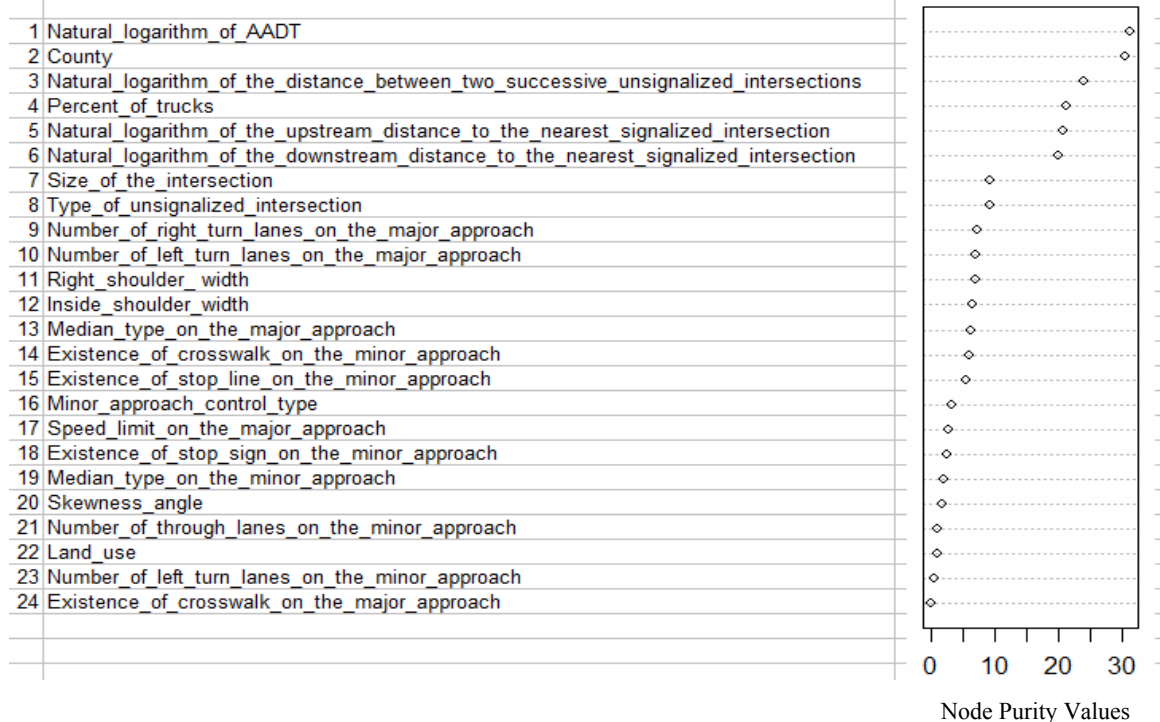 1 Natural_logarithm_of_AADT
2 County
3 Natural_logarithm_of_the_distance_between_two_successive_unsignalized_intersections
4 Percent_of_trucks
5 Natural_logarithm_of_the_upstream_distance_to_the_nearest_signalized_intersection
6 Natural_logarithm_of_the_downstream_distance_to_the_nearest_signalized_intersection
7 Size_of_the_intersection
8 Type_of_unsignalized_intersection
9 Number_of_right_turn_lanes_on_the_major_approach
10 Number_of_left_turn_lanes_on_the_major_approach
11 Right_shoulder_ width
12 Inside_shoulder_width
13 Median_type_on_the_major_approach
14 Existence_of_crosswalk_on_the_minor_approach
15 Existence_of_stop_line_on_the_minor_approach
16 Minor_approach_control_type
17 Speed_limit_on_the_major_approach
18 Existence_of_stop_sign_on_the_minor_approach
19 Median_type_on_the_minor_approach
20 Skewness_angle
21 Number_of_through_lanes_on_the_minor_approach
22 Land_use
23 Number_of_left_turn_lanes_on_the_minor_approach
24 Existence_of_crosswalk_on_the_major_approach
0 10 20 30
Node Purity Values